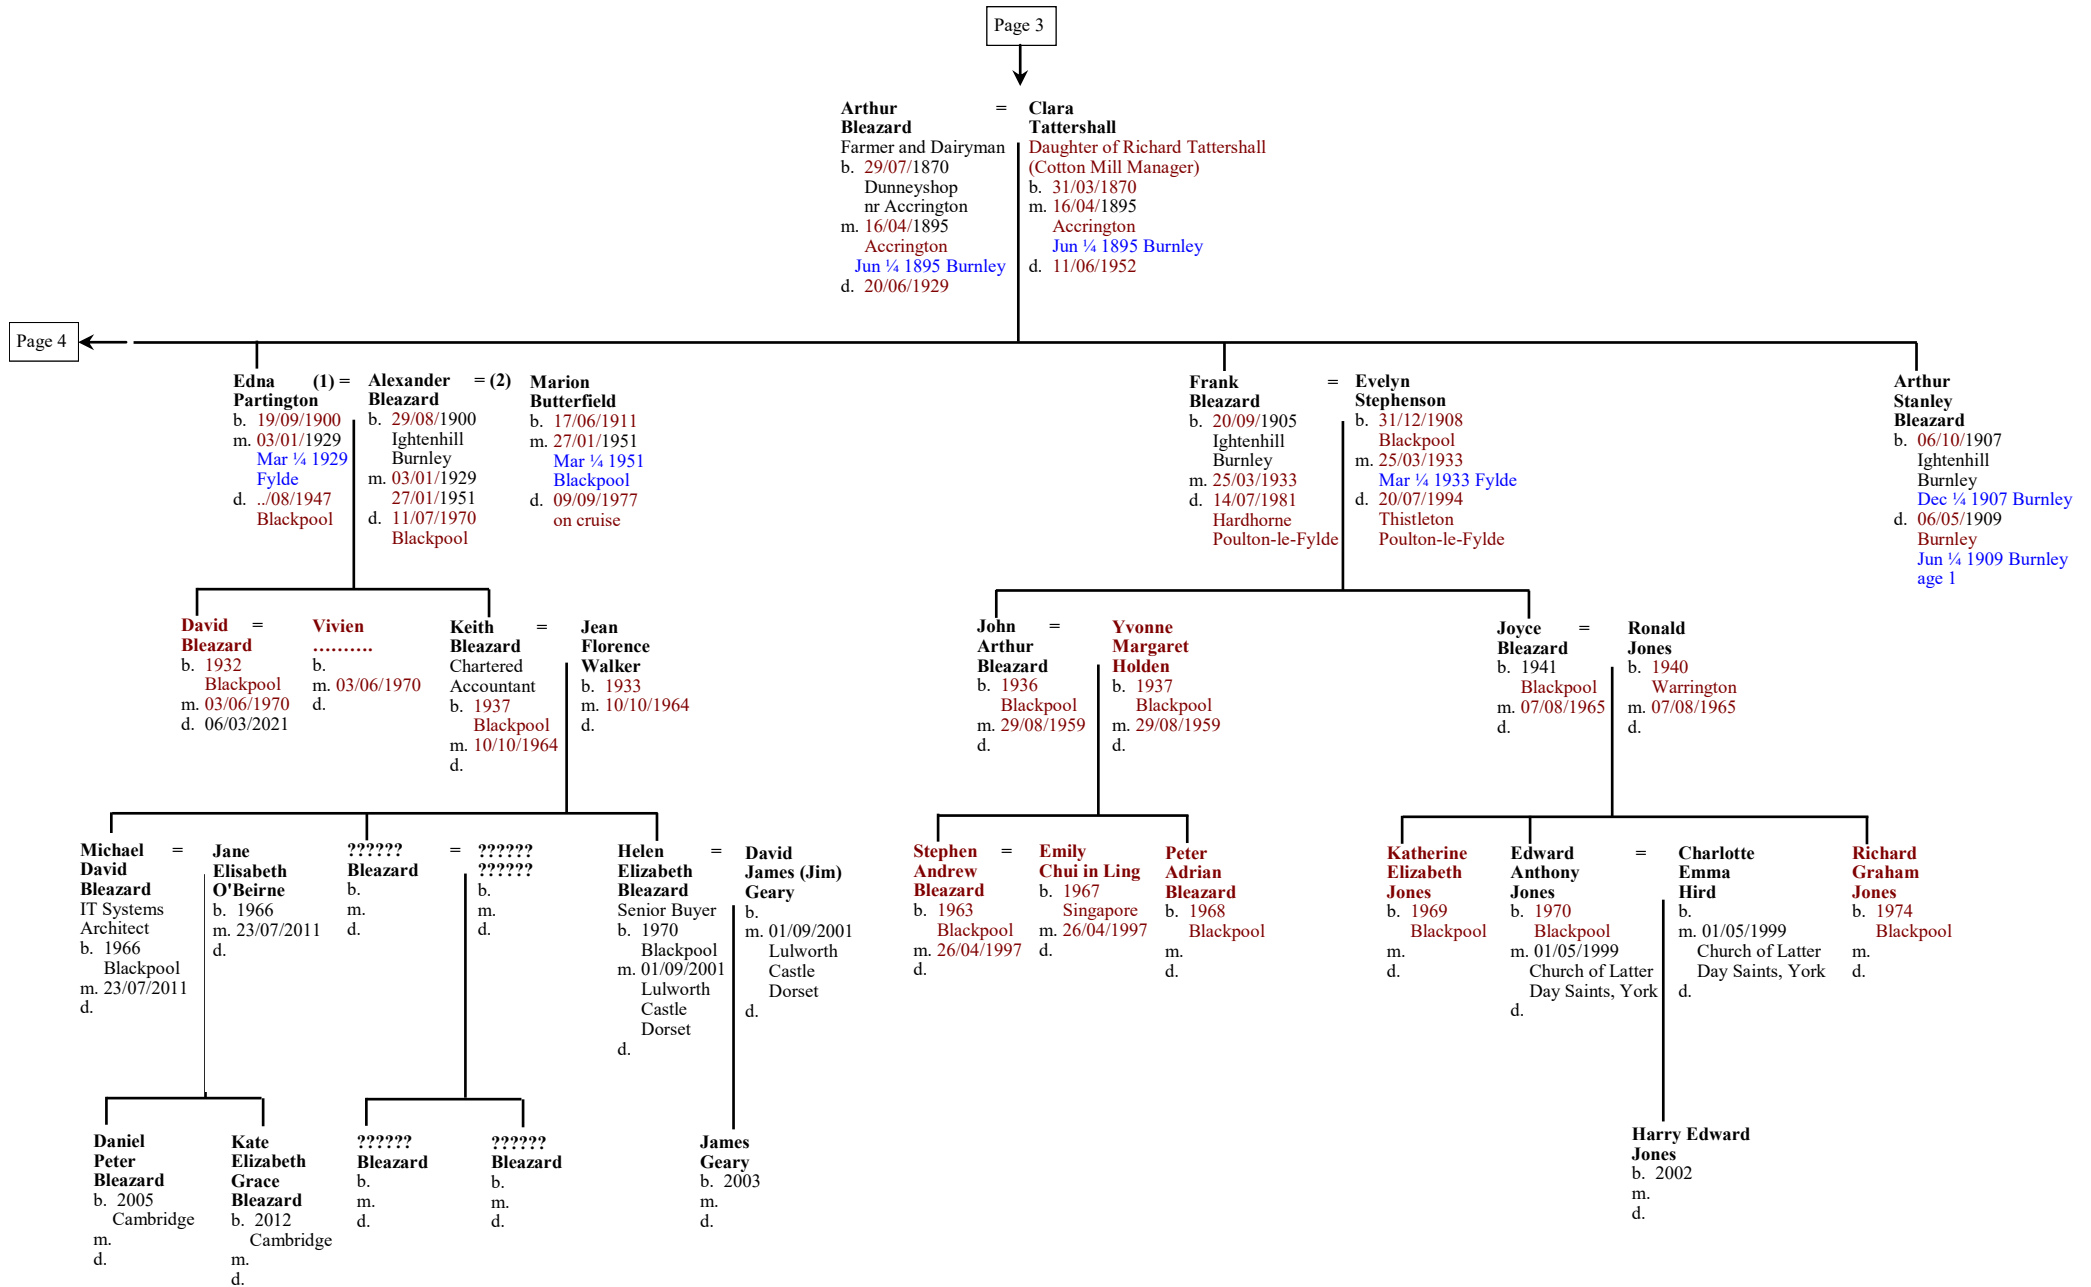 Page 3
Arthur =
Bleazard
Farmer and Dairyman
b. 29/07/1870
Dunneyshop
nr Accrington
m. 16/04/1895
Accrington
Jun ¼ 1895 Burnley
d. 20/06/1929
Clara
Tattershall
Daughter of Richard Tattershall
(Cotton Mill Manager)
b. 31/03/1870
m. 16/04/1895
Accrington
Jun ¼ 1895 Burnley
d. 11/06/1952
Page 4
Edna (1) =
Partington
b. 19/09/1900
m. 03/01/1929
Mar ¼ 1929
Fylde
d. ../08/1947
Blackpool
Alexander = (2)
Bleazard
b. 29/08/1900
Ightenhill
Burnley
m. 03/01/1929
27/01/1951
d. 11/07/1970
Blackpool
Marion
Butterfield
b. 17/06/1911
m. 27/01/1951
Mar ¼ 1951
Blackpool
d. 09/09/1977
on cruise
Frank =
Bleazard
b. 20/09/1905
Ightenhill
Burnley
m. 25/03/1933
d. 14/07/1981
Hardhorne
Poulton-le-Fylde
Evelyn
Stephenson
b. 31/12/1908
Blackpool
m. 25/03/1933
Mar ¼ 1933 Fylde
d. 20/07/1994
Thistleton
Poulton-le-Fylde
Arthur
Stanley
Bleazard
b. 06/10/1907
Ightenhill
Burnley
Dec ¼ 1907 Burnley
d. 06/05/1909
Burnley
Jun ¼ 1909 Burnley
age 1
David =
Bleazard
b. 1932
Blackpool
m. 03/06/1970
d. 06/03/2021
Vivien
……….
b.
m. 03/06/1970
d.
Keith =
Bleazard
Chartered
Accountant
b. 1937
Blackpool
m. 10/10/1964
d.
Jean
Florence
Walker
b. 1933
m. 10/10/1964
d.
John =
Arthur
Bleazard
b. 1936
Blackpool
m. 29/08/1959
d.
Yvonne
Margaret
Holden
b. 1937
Blackpool
m. 29/08/1959
d.
Joyce =
Bleazard
b. 1941
Blackpool
m. 07/08/1965
d.
Ronald
Jones
b. 1940
Warrington
m. 07/08/1965
d.
Michael =
David
Bleazard
IT Systems
Architect
b. 1966
Blackpool
m. 23/07/2011
d.
Jane
Elisabeth
O'Beirne
b. 1966
m. 23/07/2011
d.
?????? =
Bleazard
b.
m.
d.
??????
??????
b.
m.
d.
Helen =
Elizabeth
Bleazard
Senior Buyer
b. 1970
Blackpool
m. 01/09/2001
Lulworth
Castle
Dorset
d.
David
James (Jim)
Geary
b.
m. 01/09/2001
Lulworth
Castle
Dorset
d.
Stephen =
Andrew
Bleazard
b. 1963
Blackpool
m. 26/04/1997
d.
Emily
Chui in Ling
b. 1967
Singapore
m. 26/04/1997
d.
Peter
Adrian
Bleazard
b. 1968
Blackpool
m.
d.
Katherine
Elizabeth
Jones
b. 1969
Blackpool
m.
d.
Edward =
Anthony
Jones
b. 1970
Blackpool
m. 01/05/1999
Church of Latter
Day Saints, York
d.
Charlotte
Emma
Hird
b.
m. 01/05/1999
Church of Latter
Day Saints, York
d.
Richard
Graham
Jones
b. 1974
Blackpool
m.
d.
Daniel
Peter
Bleazard
b. 2005
Cambridge
m.
d.
Kate
Elizabeth
Grace
Bleazard
b. 2012
Cambridge
m.
d.
??????
Bleazard
b.
m.
d.
??????
Bleazard
b.
m.
d.
James
Geary
b. 2003
m.
d.
Harry Edward
Jones
b. 2002
m.
d.